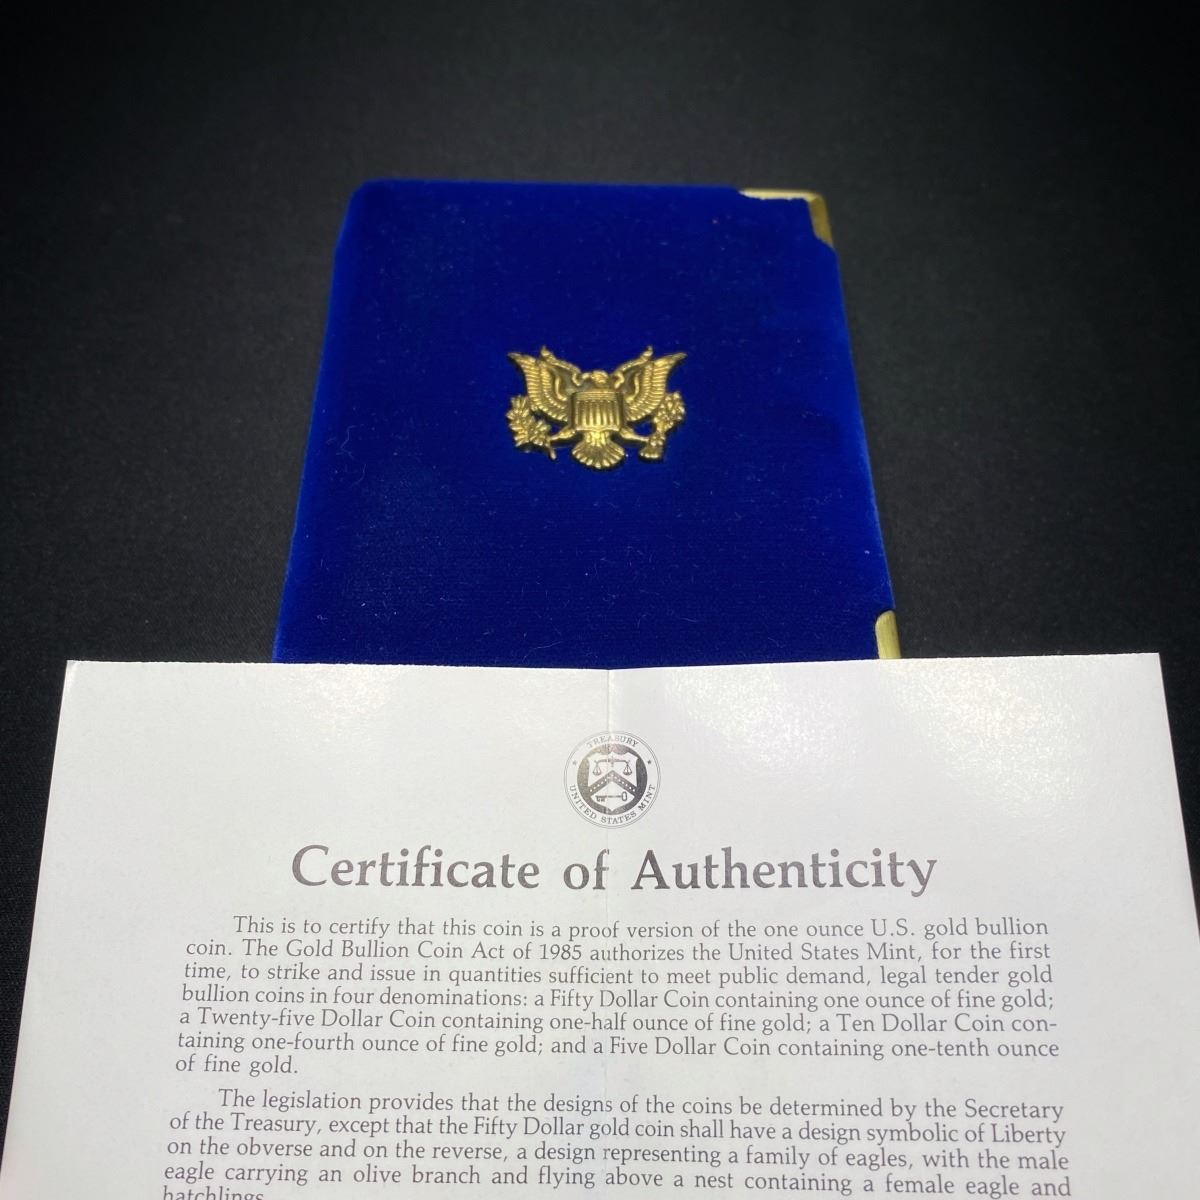 TREASURY
UNITED STATES MINT
Certificate of Authenticity
This is to certify that this coin is a proof version of the one ounce U.S. gold bullion
coin. The Gold Bullion Coin Act of 1985 authorizes the United States Mint, for the first
time, to strike and issue in quantities sufficient to meet public demand, legal tender gold
bullion coins in four denominations: a Fifty Dollar Coin containing one ounce of fine gold;
a Twenty-five Dollar Coin containing one-half ounce of fine gold; a Ten Dollar Coin con-
taining one-fourth ounce of fine gold; and a Five Dollar Coin containing one-tenth ounce
of fine gold.
The legislation provides that the designs of the coins be determined by the Secretary
of the Treasury, except that the Fifty Dollar gold coin shall have a design symbolic of Liberty
on the obverse and on the reverse, a design representing a family of eagles, with the male
eagle carrying an olive branch and flying above a nest containing a female eagle and
hatchlings.